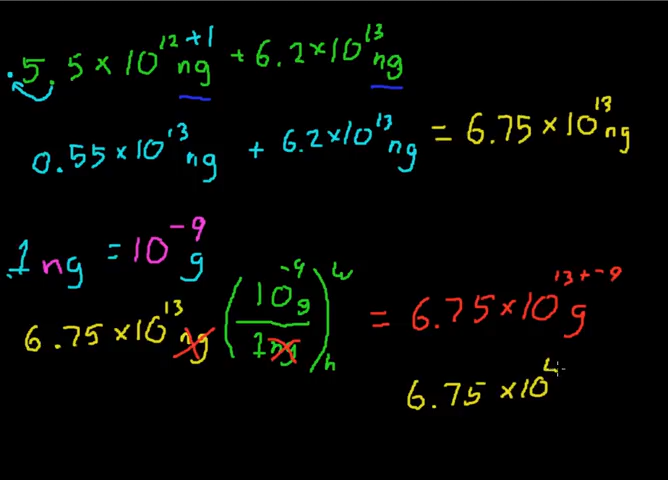 5.5 × 10^12+1 ng + 6.2 × 10^13 ng
0.55 × 10^13 ng + 6.2 × 10^13 ng = 6.75 × 10^13 ng
1 ng = 10^-9 g
6.75 × 10^13 ng (10^-9 g / 1 ng) w h = 6.75 × 10^13+-9 g
6.75 × 10^4